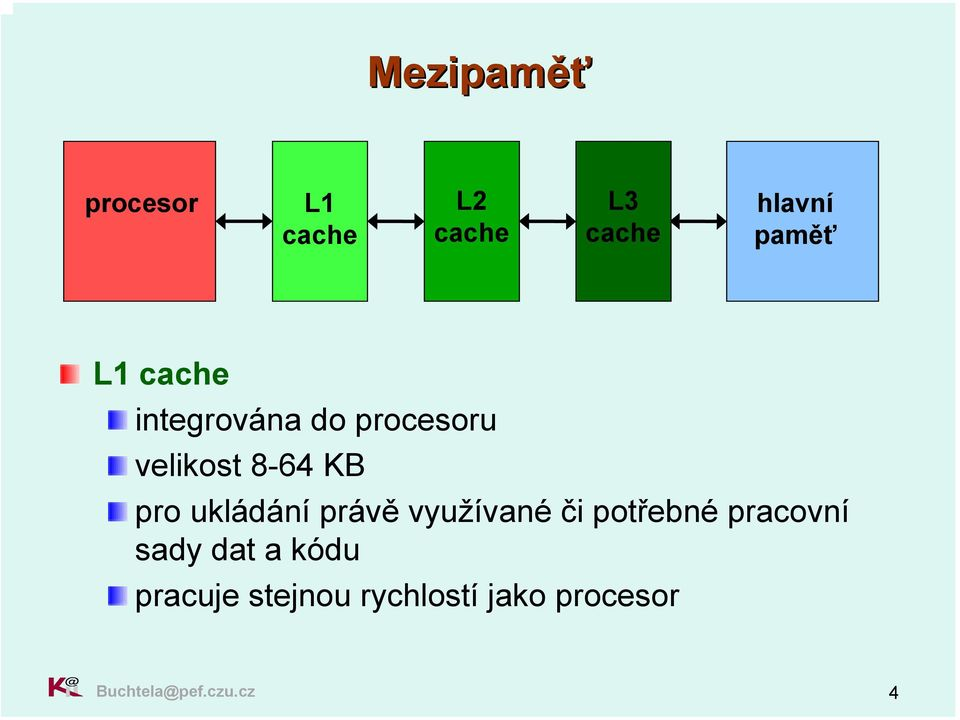 Mezipaměť
procesor
L1
cache
L2
cache
L3
cache
hlavní
paměť
L1 cache
integrována do procesoru
velikost 8-64 KB
pro ukládání právě využívané či potřebné pracovní
sady dat a kódu
pracuje stejnou rychlostí jako procesor
Buchtela@pef.czu.cz
4